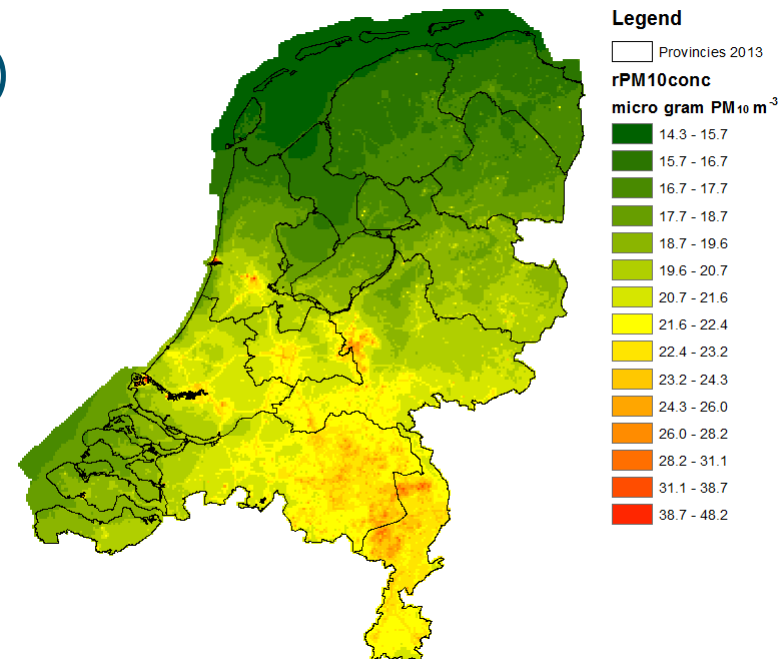 Legend
Provincies 2013
rPM10conc
micro gram PM₁₀ m⁻³
14.3 - 15.7
15.7 - 16.7
16.7 - 17.7
17.7 - 18.7
18.7 - 19.6
19.6 - 20.7
20.7 - 21.6
21.6 - 22.4
22.4 - 23.2
23.2 - 24.3
24.3 - 26.0
26.0 - 28.2
28.2 - 31.1
31.1 - 38.7
38.7 - 48.2